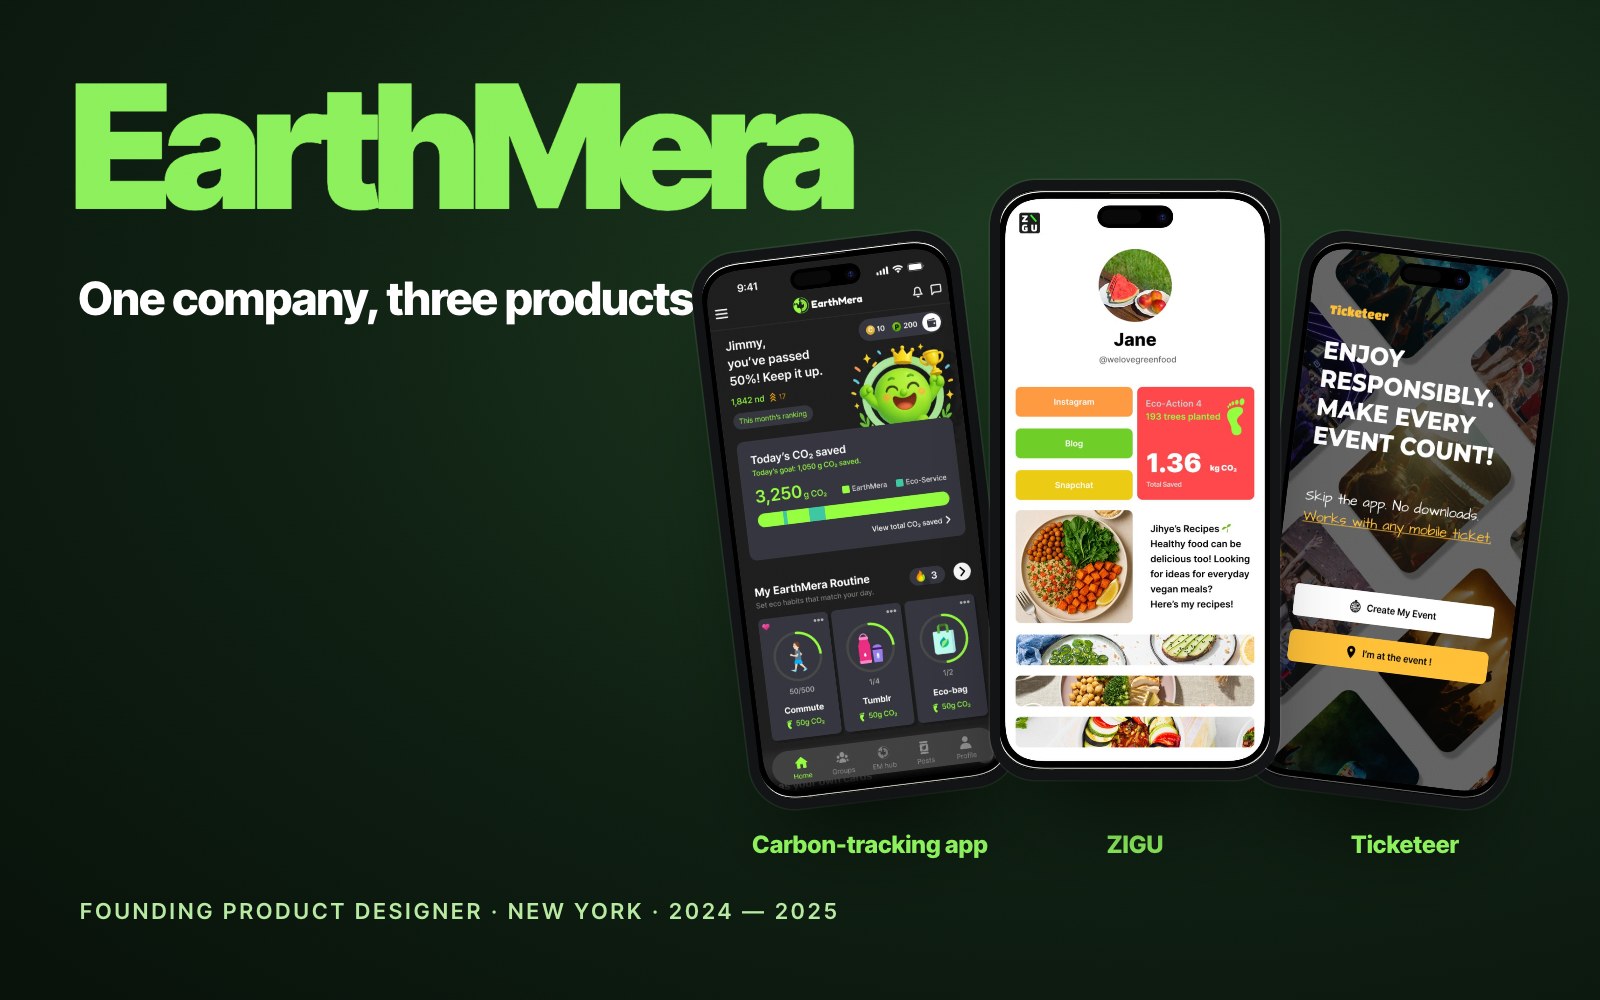 EarthMera
One company, three products
9:41
EarthMera
10 200
Jimmy,
you've passed
50%! Keep it up.
1,842 nd 17
This month's ranking
Today's CO₂ saved
Today's goal: 1,050 g CO₂ saved.
3,250 g CO₂
EarthMera Eco-Service
View total CO₂ saved
My EarthMera Routine
Set eco habits that match your day.
3
50/500
Commute
50g CO₂
1/4
Tumblr
50g CO₂
1/2
Eco-bag
50g CO₂
Home Groups EM hub Posts Profile
ZIGU
Jane
@welovegreenfood
Instagram
Blog
Snapchat
Eco-Action 4
193 trees planted
1.36 kg CO₂
Total Saved
Jihye's Recipes
Healthy food can be
delicious too! Looking
for ideas for everyday
vegan meals?
Here's my recipes!
Ticketeer
ENJOY
RESPONSIBLY.
MAKE EVERY
EVENT COUNT!
Skip the app. No downloads.
Works with any mobile ticket.
Create My Event
I'm at the event !
Carbon-tracking app
ZIGU
Ticketeer
FOUNDING PRODUCT DESIGNER · NEW YORK · 2024 — 2025